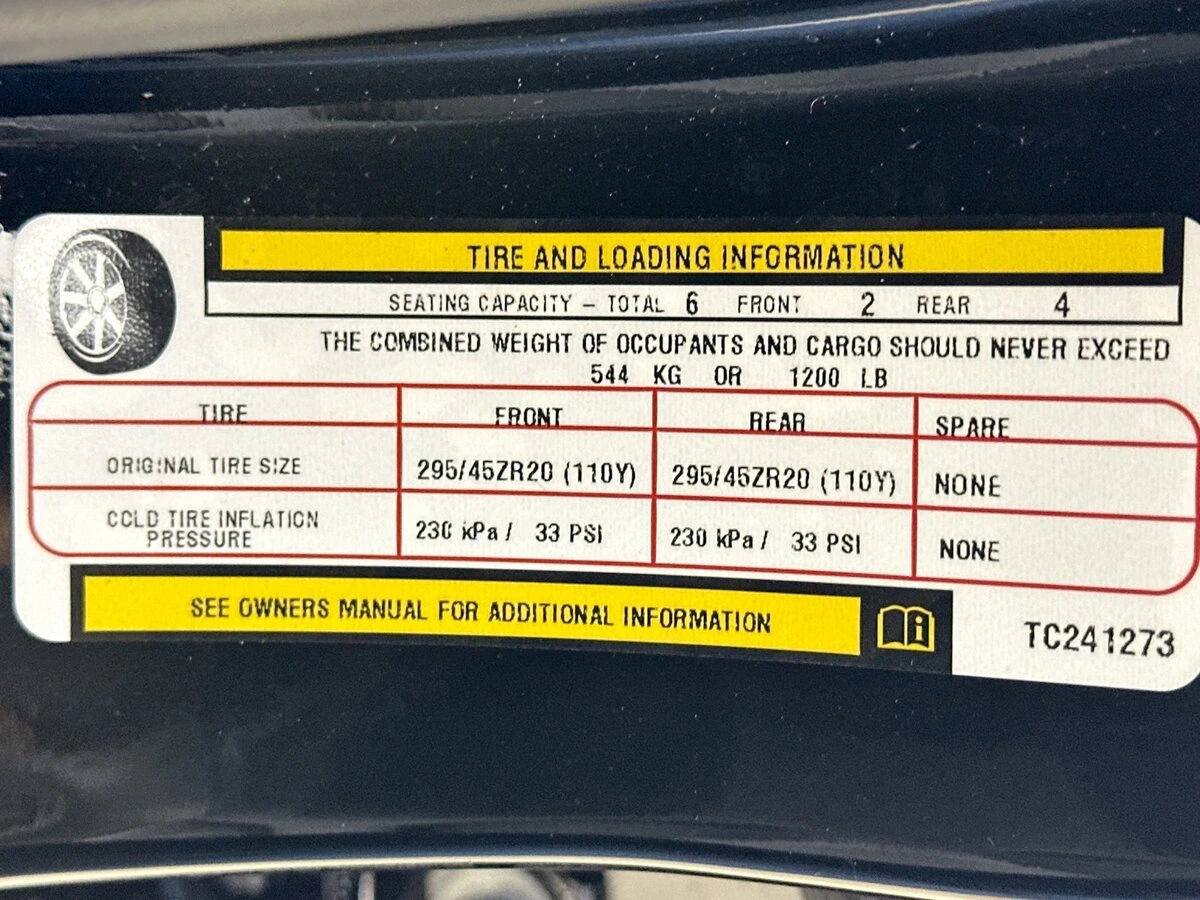 TIRE AND LOADING INFORMATION
SEATING CAPACITY – TOTAL 6 FRONT 2 REAR 4
THE COMBINED WEIGHT OF OCCUPANTS AND CARGO SHOULD NEVER EXCEED
544 KG OR 1200 LB
TIRE FRONT REAR SPARE
ORIGINAL TIRE SIZE 295/45ZR20 (110Y) 295/45ZR20 (110Y) NONE
COLD TIRE INFLATION
PRESSURE 230 kPa / 33 PSI 230 kPa / 33 PSI NONE
SEE OWNERS MANUAL FOR ADDITIONAL INFORMATION
TC241273